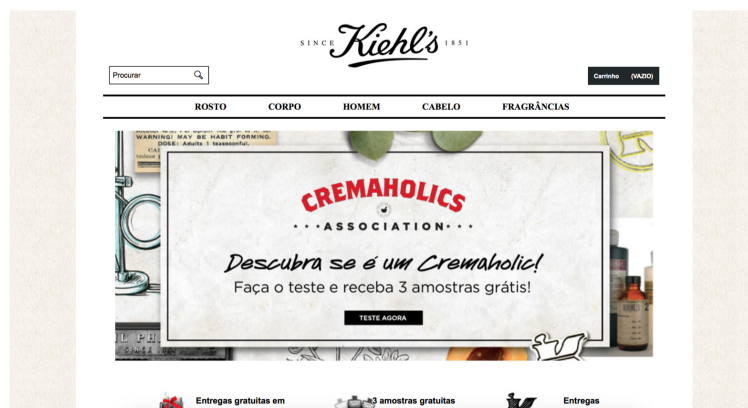 SINCE Kiehl's 1851
Procurar
Carrinho (VAZIO)
ROSTO CORPO HOMEM CABELO FRAGRÂNCIAS
WARNING! MAY BE HABIT FORMING.
DOSE: Adults 1 teaspoonful.
CREMAHOLICS
ASSOCIATION
Descubra se é um Cremaholic!
Faça o teste e receba 3 amostras grátis!
TESTE AGORA
Entregas gratuitas em
3 amostras gratuitas
Entregas